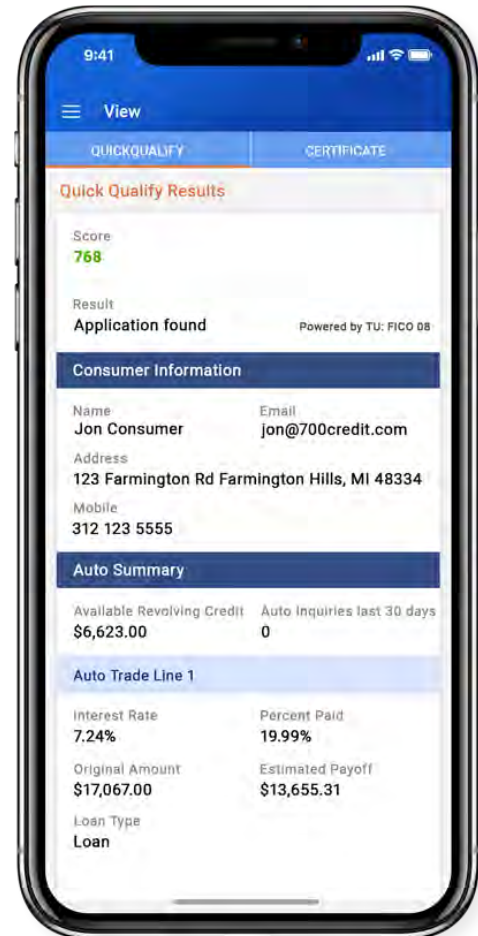 9:41
View
QUICKQUALIFY CERTIFICATE
Quick Qualify Results
Score
768
Result
Application found Powered by TU: FICO 08
Consumer Information
Name Email
Jon Consumer jon@700credit.com
Address
123 Farmington Rd Farmington Hills, MI 48334
Mobile
312 123 5555
Auto Summary
Available Revolving Credit Auto Inquiries last 30 days
$6,623.00 0
Auto Trade Line 1
Interest Rate Percent Paid
7.24% 19.99%
Original Amount Estimated Payoff
$17,067.00 $13,655.31
Loan Type
Loan